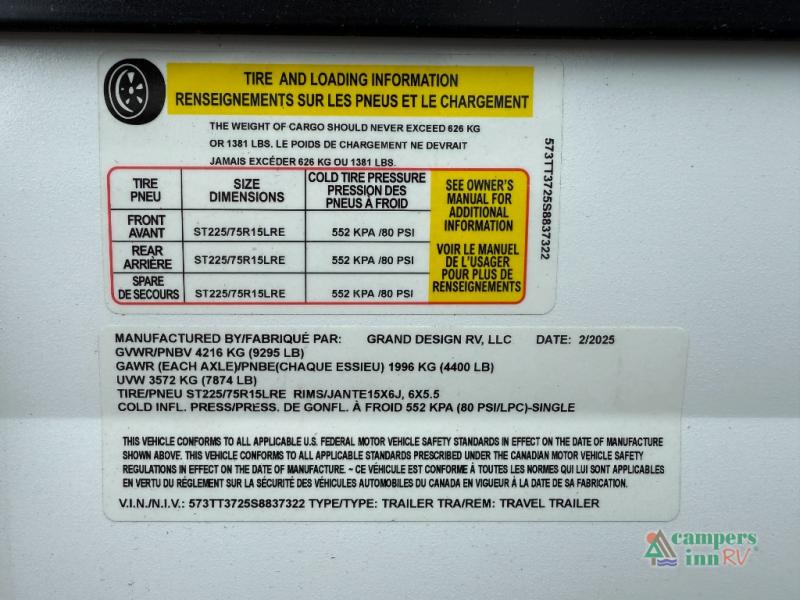 TIRE AND LOADING INFORMATION
RENSEIGNEMENTS SUR LES PNEUS ET LE CHARGEMENT
THE WEIGHT OF CARGO SHOULD NEVER EXCEED 626 KG
OR 1381 LBS. LE POIDS DE CHARGEMENT NE DEVRAIT
JAMAIS EXCÉDER 626 KG OU 1381 LBS.
TIRE
PNEU
SIZE
DIMENSIONS
COLD TIRE PRESSURE
PRESSION DES
PNEUS À FROID
FRONT
AVANT
ST225/75R15LRE
552 KPA /80 PSI
REAR
ARRIÈRE
ST225/75R15LRE
552 KPA /80 PSI
SPARE
DE SECOURS
ST225/75R15LRE
552 KPA /80 PSI
SEE OWNER'S
MANUAL FOR
ADDITIONAL
INFORMATION
VOIR LE MANUEL
DE L'USAGER
POUR PLUS DE
RENSEIGNEMENTS
573TT3725S8837322
MANUFACTURED BY/FABRIQUÉ PAR: GRAND DESIGN RV, LLC DATE: 2/2025
GVWR/PNBV 4216 KG (9295 LB)
GAWR (EACH AXLE)/PNBE(CHAQUE ESSIEU) 1996 KG (4400 LB)
UVW 3572 KG (7874 LB)
TIRE/PNEU ST225/75R15LRE RIMS/JANTE15X6J, 6X5.5
COLD INFL. PRESS/PRESS. DE GONFL. À FROID 552 KPA (80 PSI/LPC)-SINGLE
THIS VEHICLE CONFORMS TO ALL APPLICABLE U.S. FEDERAL MOTOR VEHICLE SAFETY STANDARDS IN EFFECT ON THE DATE OF MANUFACTURE
SHOWN ABOVE. THIS VEHICLE CONFORMS TO ALL APPLICABLE STANDARDS PRESCRIBED UNDER THE CANADIAN MOTOR VEHICLE SAFETY
REGULATIONS IN EFFECT ON THE DATE OF MANUFACTURE. ~ CE VÉHICULE EST CONFORME À TOUTES LES NORMES QUI LUI SONT APPLICABLES
EN VERTU DU RÉGLEMENT SUR LA SÉCURITÉ DES VÉHICULES AUTOMOBILES DU CANADA EN VIGUEUR À LA DATE DE SA FABRICATION.
V.I.N./N.I.V.: 573TT3725S8837322 TYPE/TYPE: TRAILER TRA/REM: TRAVEL TRAILER
campers
inn RV